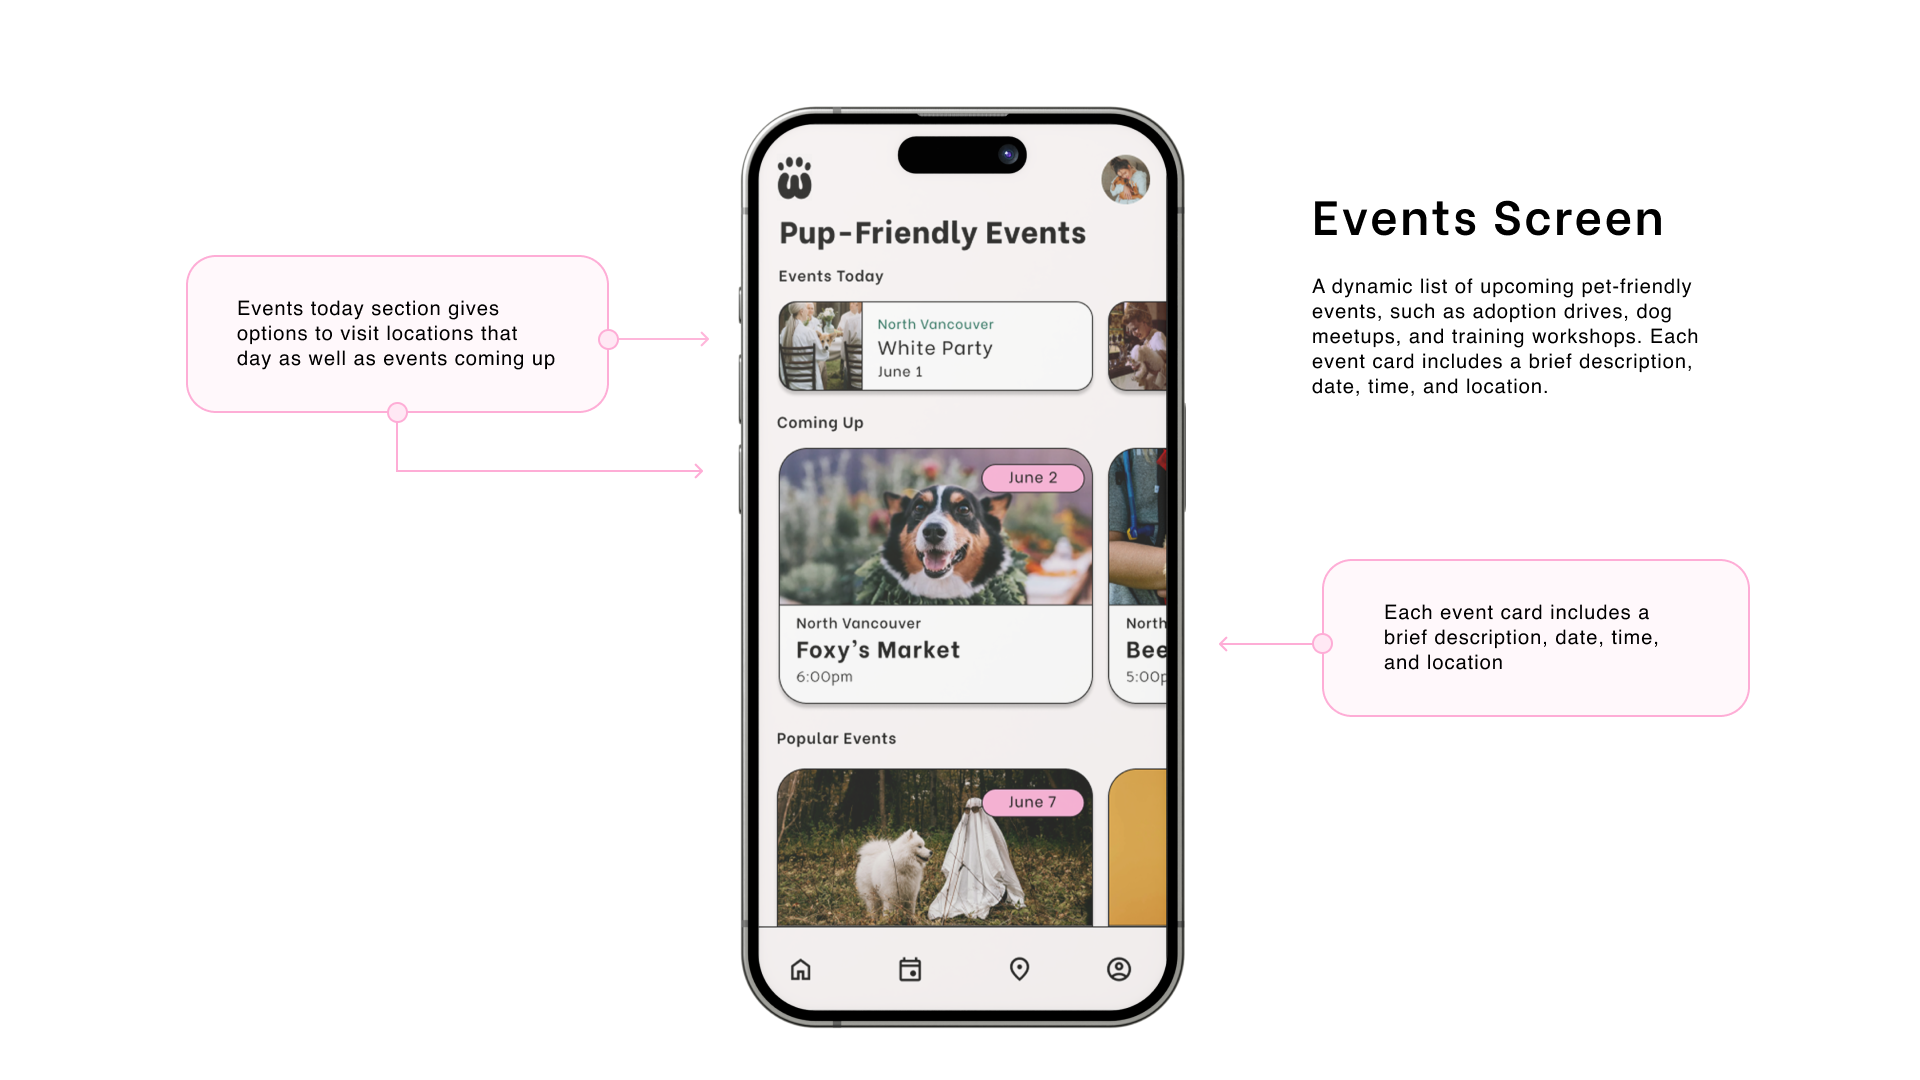 Events Screen
A dynamic list of upcoming pet-friendly
events, such as adoption drives, dog
meetups, and training workshops. Each
event card includes a brief description,
date, time, and location.
Events today section gives
options to visit locations that
day as well as events coming up
Pup-Friendly Events
Events Today
North Vancouver
White Party
June 1
Coming Up
June 2
North Vancouver
Foxy's Market
6:00pm
North
Bee
5:00p
Popular Events
June 7
Each event card includes a
brief description, date, time,
and location